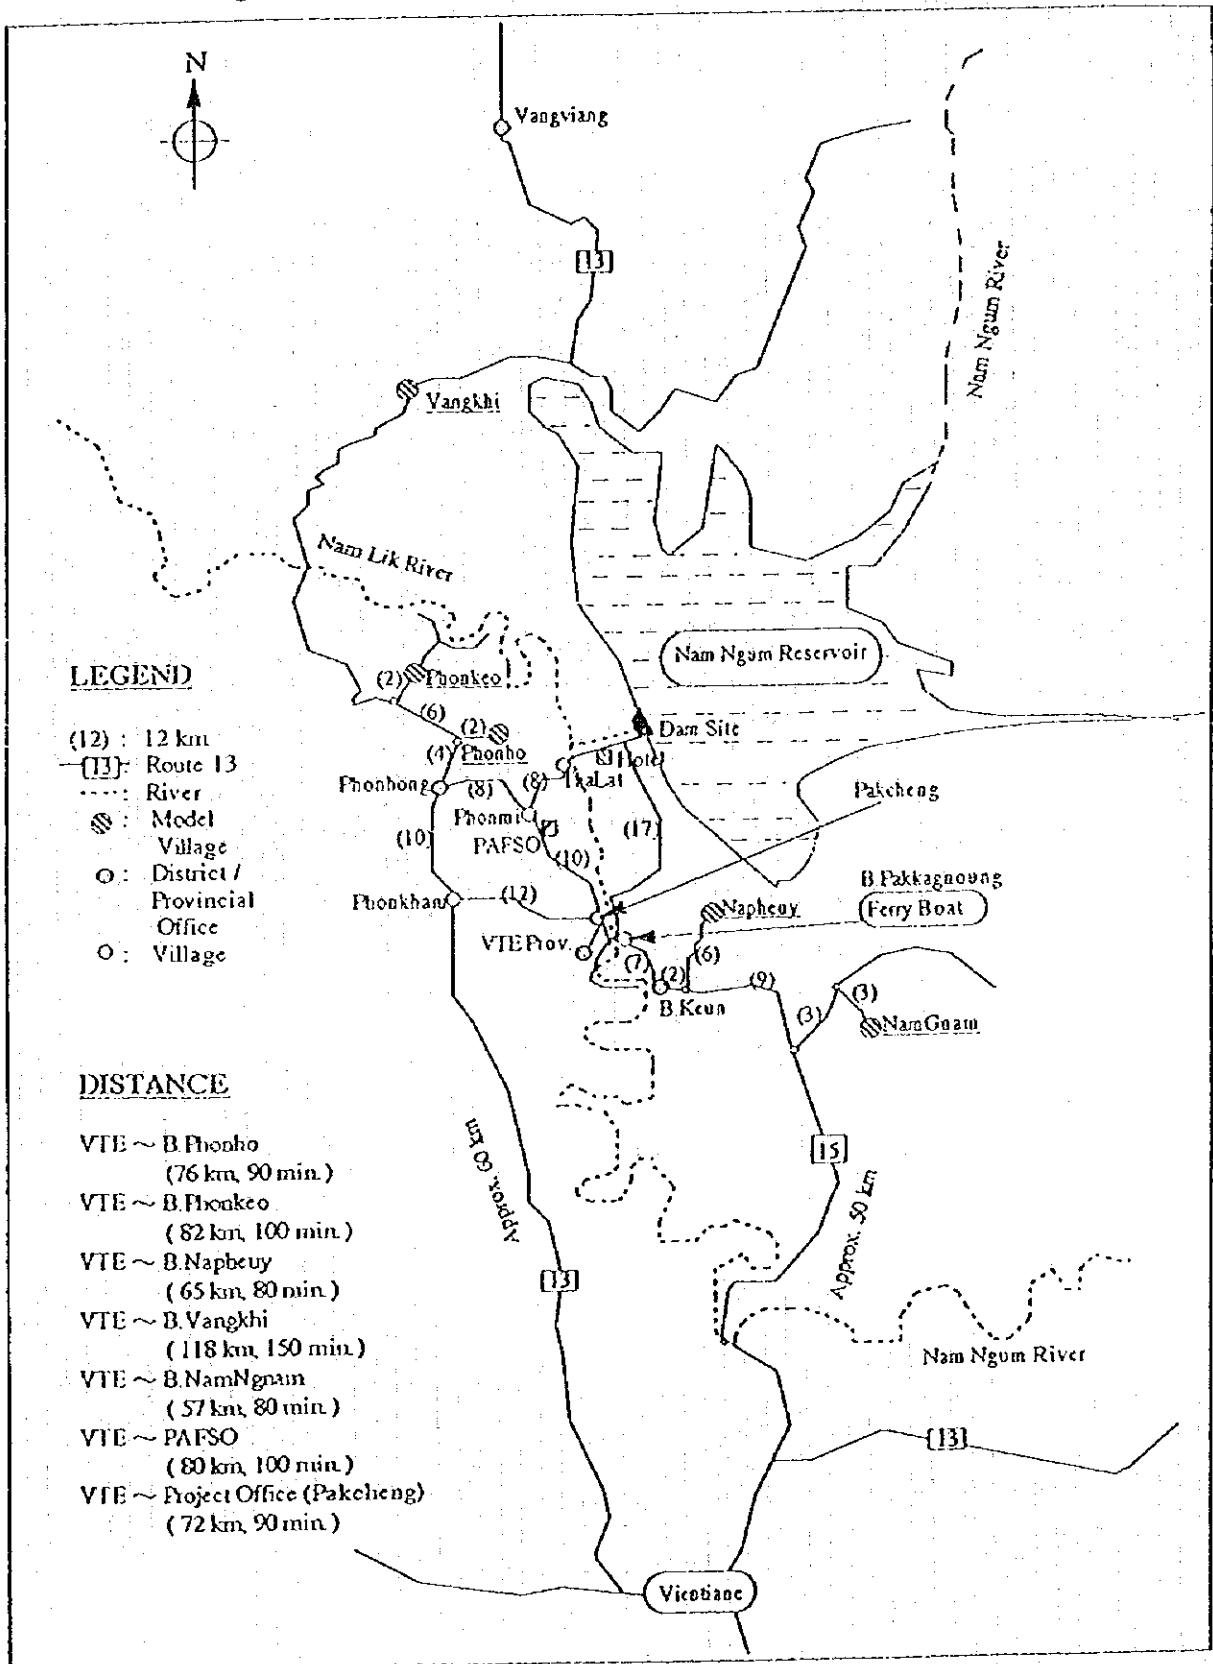 N
Vangviang
[13]
Nam Ngum River
Vangkhi
Nam Lik River
Nam Ngum Reservoir
LEGEND
(12) : 12 km
[13]: Route 13
: River
: Model
Village
: District /
Provincial
Office
: Village
(2)
Phonkeo
(6)
(2)
Phonho
(4)
Dam Site
& Hotel
ThaLat
Phonhong
(8)
(8)
Phonmi
PAFSO
(10)
(10)
(17)
Pakcheng
Phonkham
(12)
B.Pakkagnoung
Ferry Boat
Napheuy
VTE Prov.
(7)
(2)
(6)
(9)
B.Keun
(3)
(3)
NamGnam
DISTANCE
VTE ~ B.Phonho
(76 km, 90 min.)
VTE ~ B.Phonkeo
( 82 km, 100 min.)
VTE ~ B.Napheuy
( 65 km, 80 min.)
VTE ~ B.Vangkhi
( 118 km, 150 min.)
VTE ~ B.NamNgnam
( 57 km, 80 min.)
VTE ~ PAFSO
( 80 km, 100 min.)
VTE ~ Project Office (Pakcheng)
( 72 km, 90 min.)
Approx. 60 km
[13]
[15]
Approx. 50 km
Nam Ngum River
[13]
Vientiane